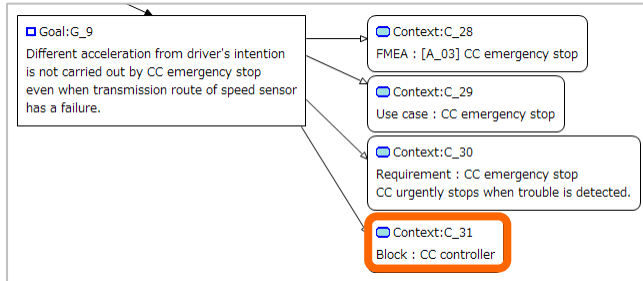 Goal:G_9
Different acceleration from driver's intention
is not carried out by CC emergency stop
even when transmission route of speed sensor
has a failure.
Context:C_28
FMEA : [A_03] CC emergency stop
Context:C_29
Use case : CC emergency stop
Context:C_30
Requirement : CC emergency stop
CC urgently stops when trouble is detected.
Context:C_31
Block : CC controller